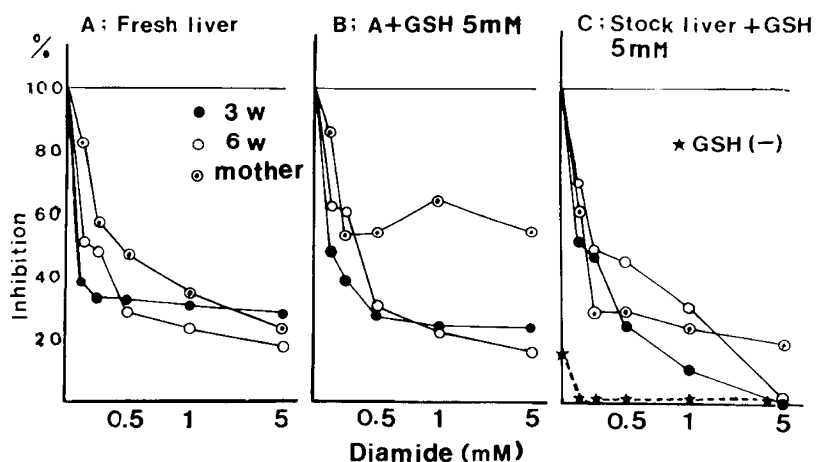 A; Fresh liver
B; A+GSH 5mM
C; Stock liver +GSH
5mM
%
100
80
60
40
20
Inhibition
3 w
6 w
mother
GSH (−)
0.5 1 5
0.5 1 5
0.5 1 5
Diamide (mM)